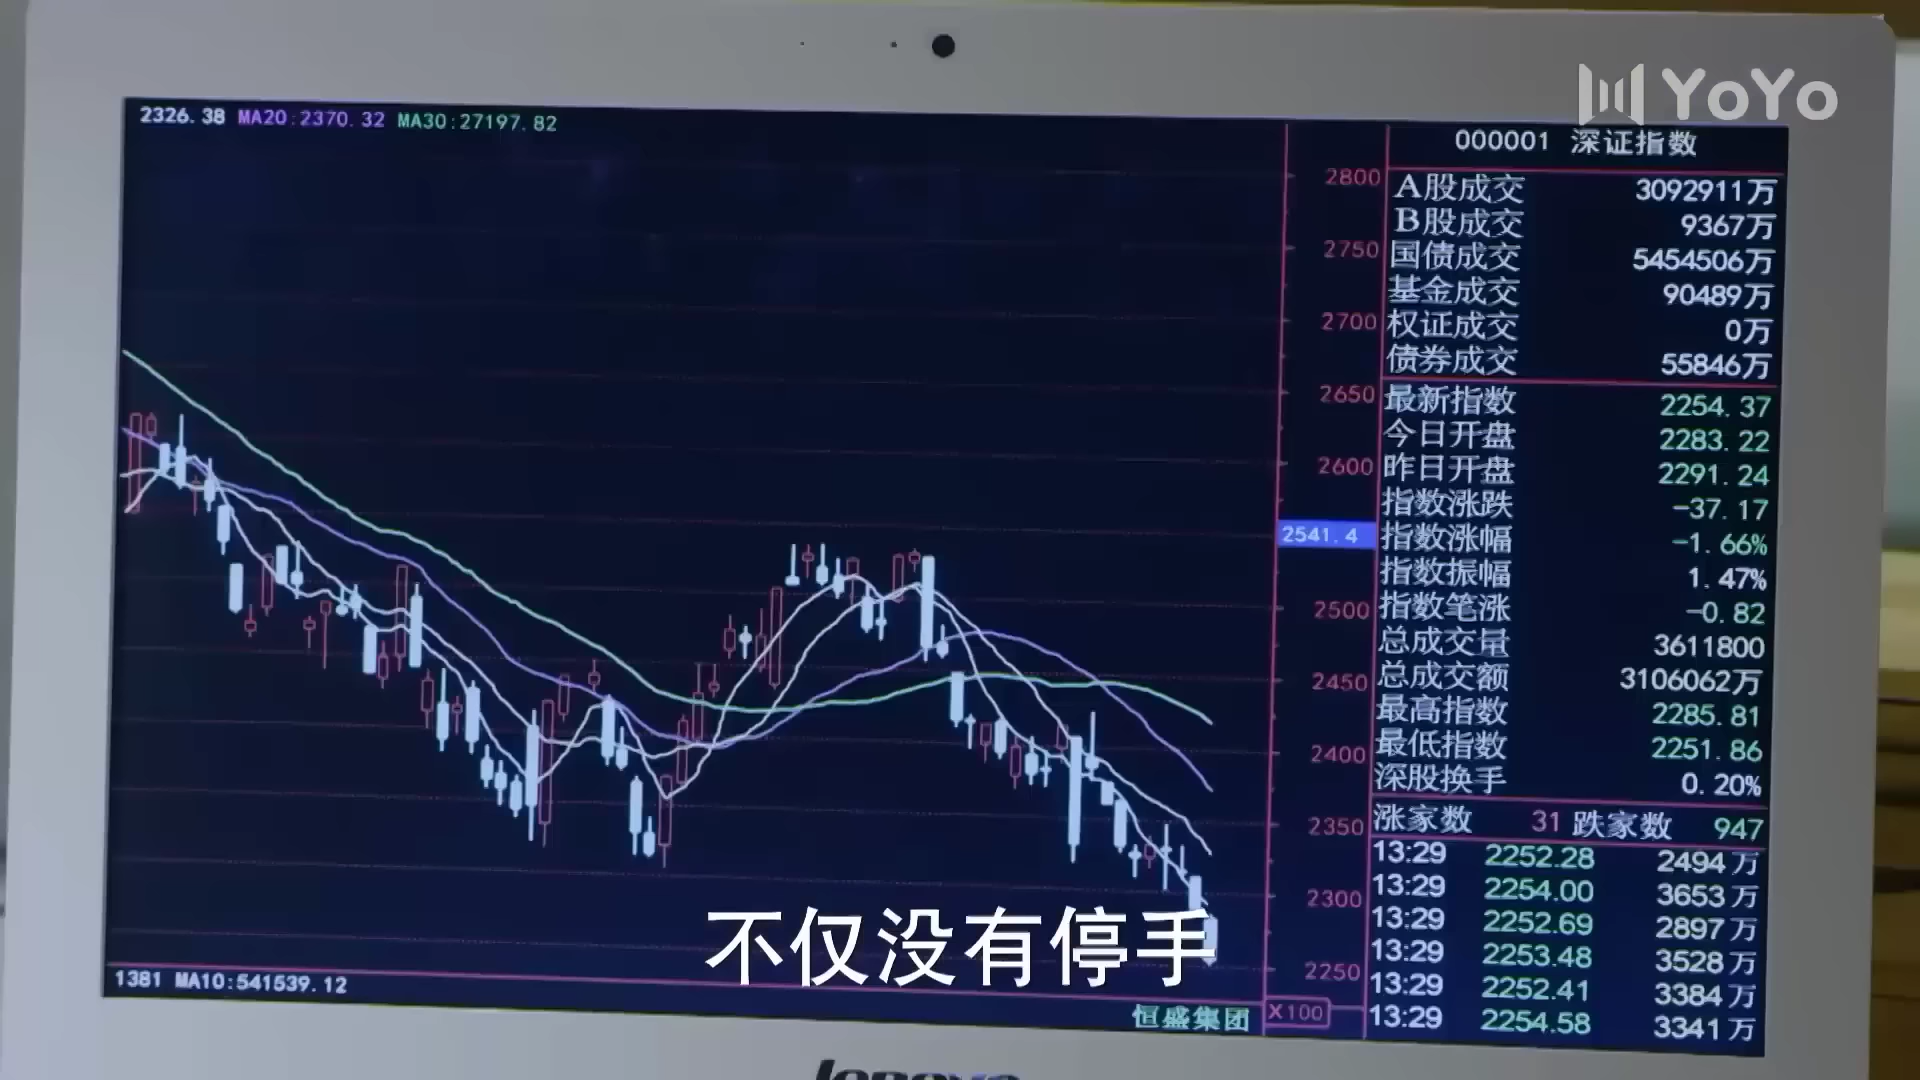 YoYo
2326.38 MA20:2370.32 MA30:27197.82
000001 深证指数
A股成交 3092911万
B股成交 9367万
国债成交 5454506万
基金成交 90489万
权证成交 0万
债券成交 55846万
最新指数 2254.37
今日开盘 2283.22
昨日开盘 2291.24
指数涨跌 -37.17
指数涨幅 -1.66%
指数振幅 1.47%
指数笔涨 -0.82
总成交量 3611800
总成交额 3106062万
最高指数 2285.81
最低指数 2251.86
深股换手 0.20%
涨家数 31 跌家数 947
13:29 2252.28 2494万
13:29 2254.00 3653万
13:29 2252.69 2897万
13:29 2253.48 3528万
13:29 2252.41 3384万
13:29 2254.58 3341万
2800
2750
2700
2650
2600
2541.4
2500
2450
2400
2350
2300
2250
X100
不仅没有停手
1381 MA10:541539.12
恒盛集团
lenovo